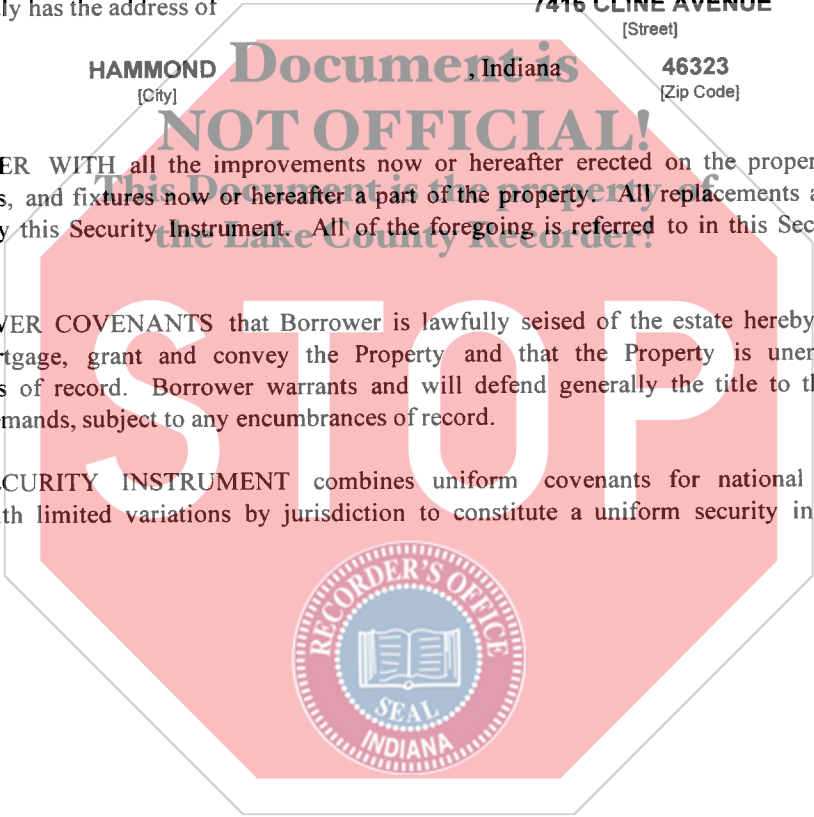 ly has the address of 7416 CLINE AVENUE
[Street]
HAMMOND , Indiana 46323
[City] [Zip Code]
Document is
NOT OFFICIAL!
This Document is the property of
the Lake County Recorder!
ER WITH all the improvements now or hereafter erected on the proper
s, and fixtures now or hereafter a part of the property. All replacements a
y this Security Instrument. All of the foregoing is referred to in this Sec
VER COVENANTS that Borrower is lawfully seised of the estate hereby
rtgage, grant and convey the Property and that the Property is uner
s of record. Borrower warrants and will defend generally the title to th
mands, subject to any encumbrances of record.
STOP
CURITY INSTRUMENT combines uniform covenants for national
th limited variations by jurisdiction to constitute a uniform security in
RECORDER'S OFFICE
SEAL
INDIANA